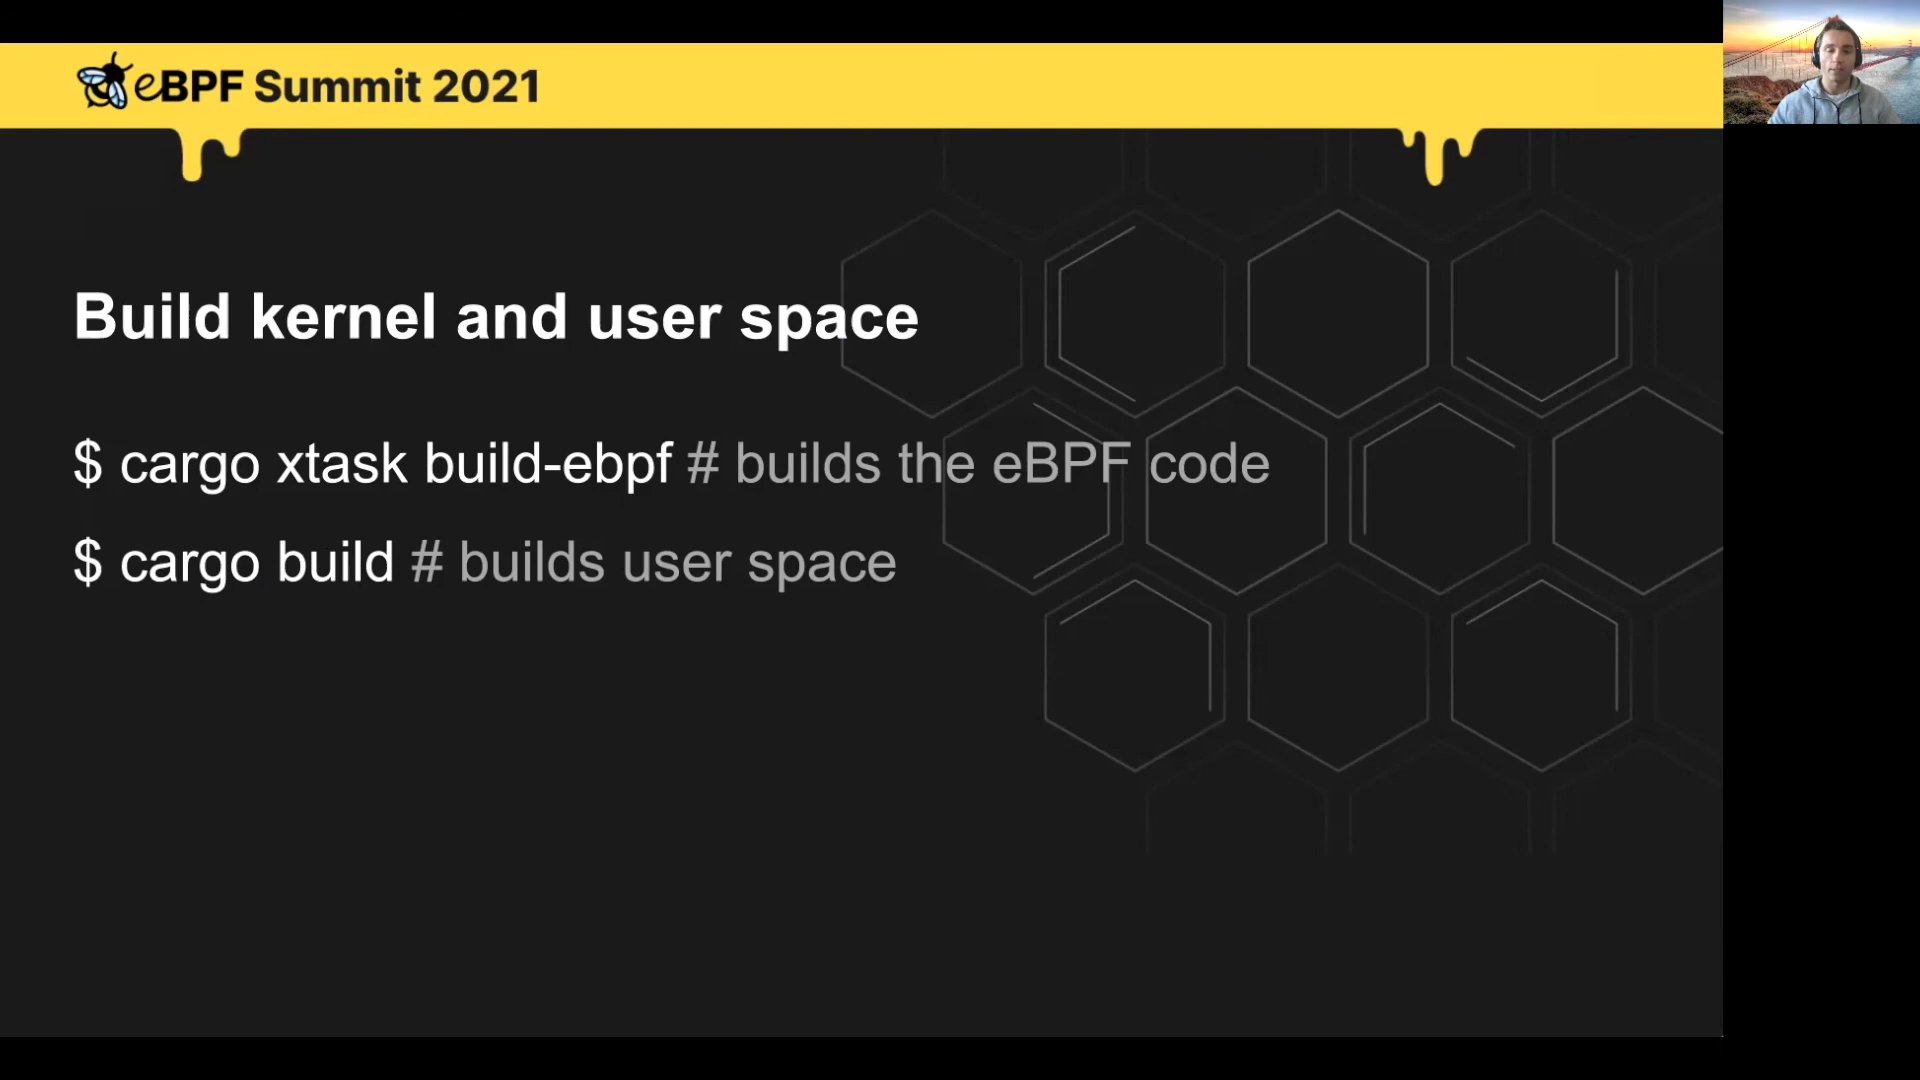 eBPF Summit 2021
Build kernel and user space
$ cargo xtask build-ebpf # builds the eBPF code
$ cargo build # builds user space